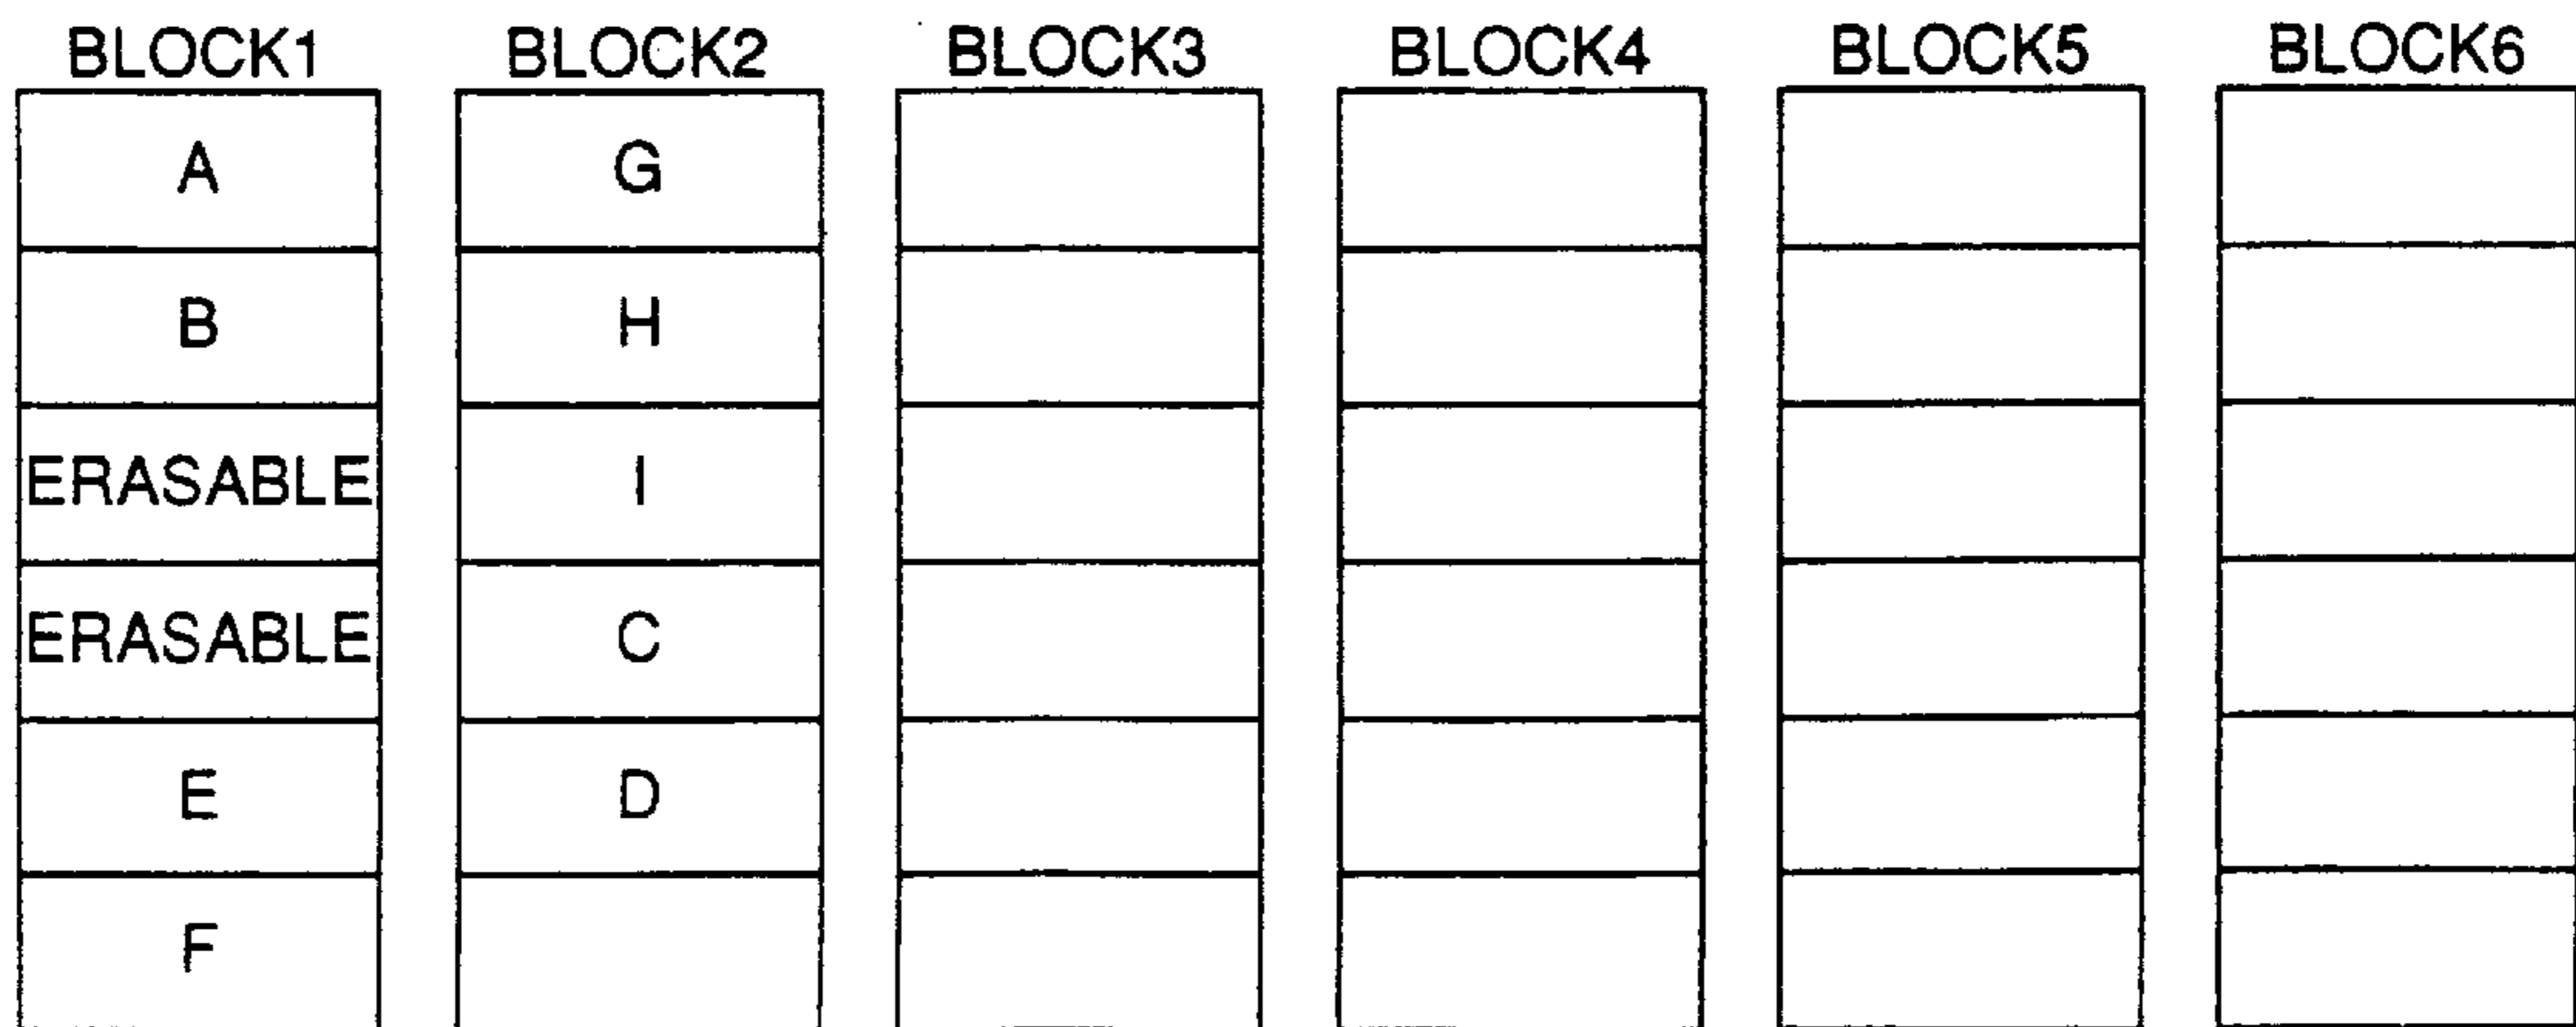 BLOCK1 BLOCK2 BLOCK3 BLOCK4 BLOCK5 BLOCK6
A G
B H
ERASABLE I
ERASABLE C
E D
F